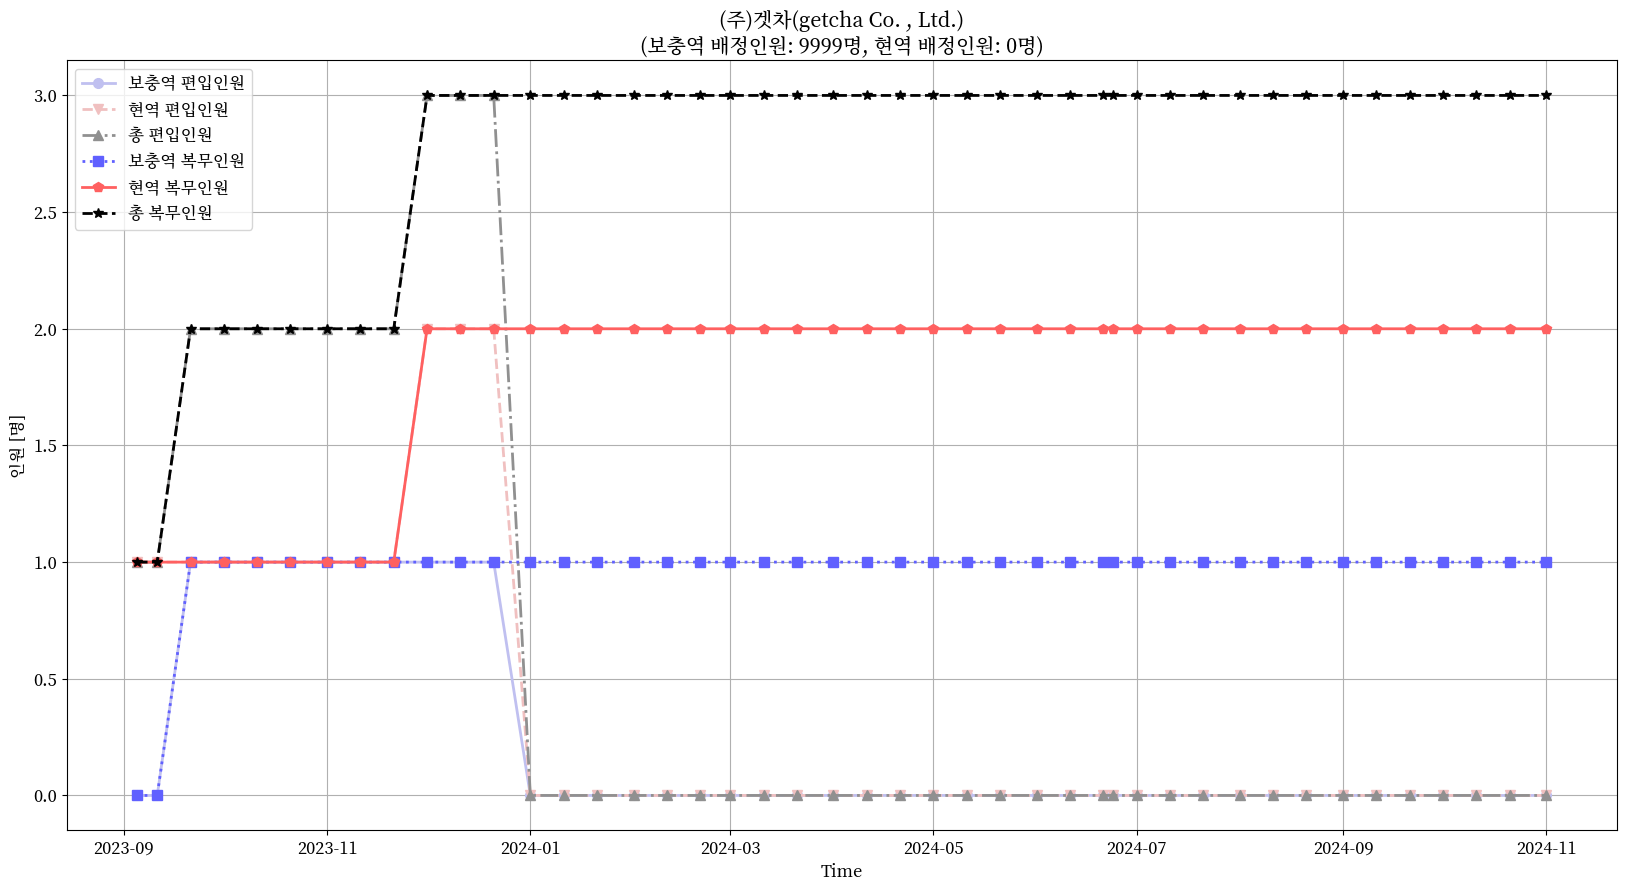 (주)겟차(getcha Co. , Ltd.)
(보충역 배정인원: 9999명, 현역 배정인원: 0명)
보충역 편입인원
현역 편입인원
총 편입인원
보충역 복무인원
현역 복무인원
총 복무인원
인원 [명]
3.0
2.5
2.0
1.5
1.0
0.5
0.0
2023-09 2023-11 2024-01 2024-03 2024-05 2024-07 2024-09 2024-11
Time